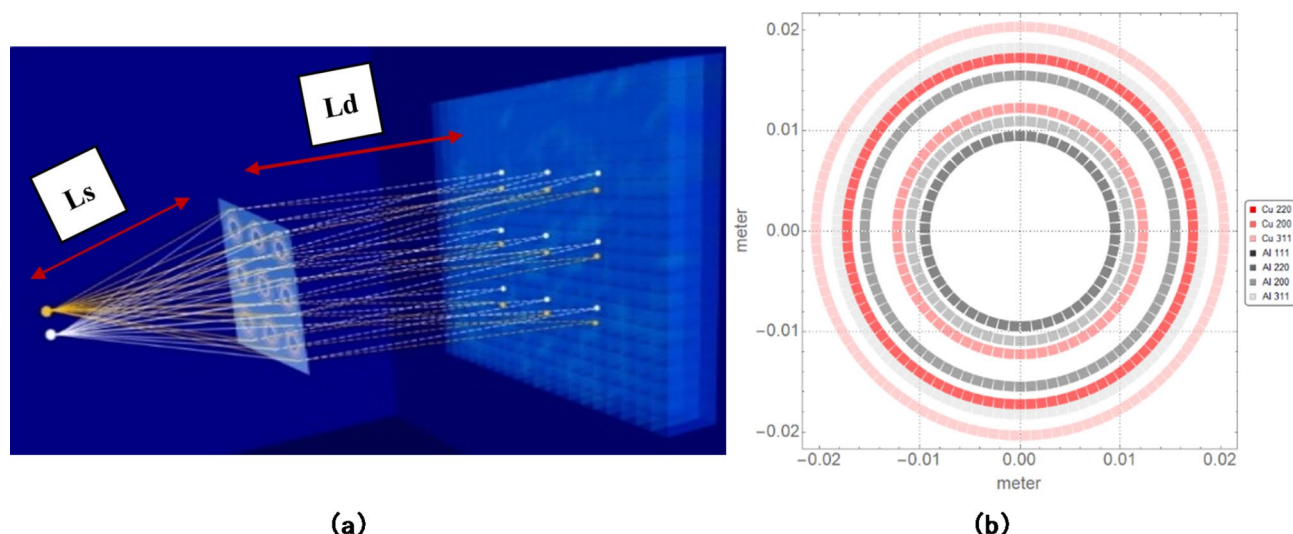 Ls
Ld
(a)
0.02
0.01
0.00
−0.01
−0.02
meter
−0.02
−0.01
0.00
0.01
0.02
meter
Cu 220
Cu 200
Cu 311
Al 111
Al 220
Al 200
Al 311
(b)